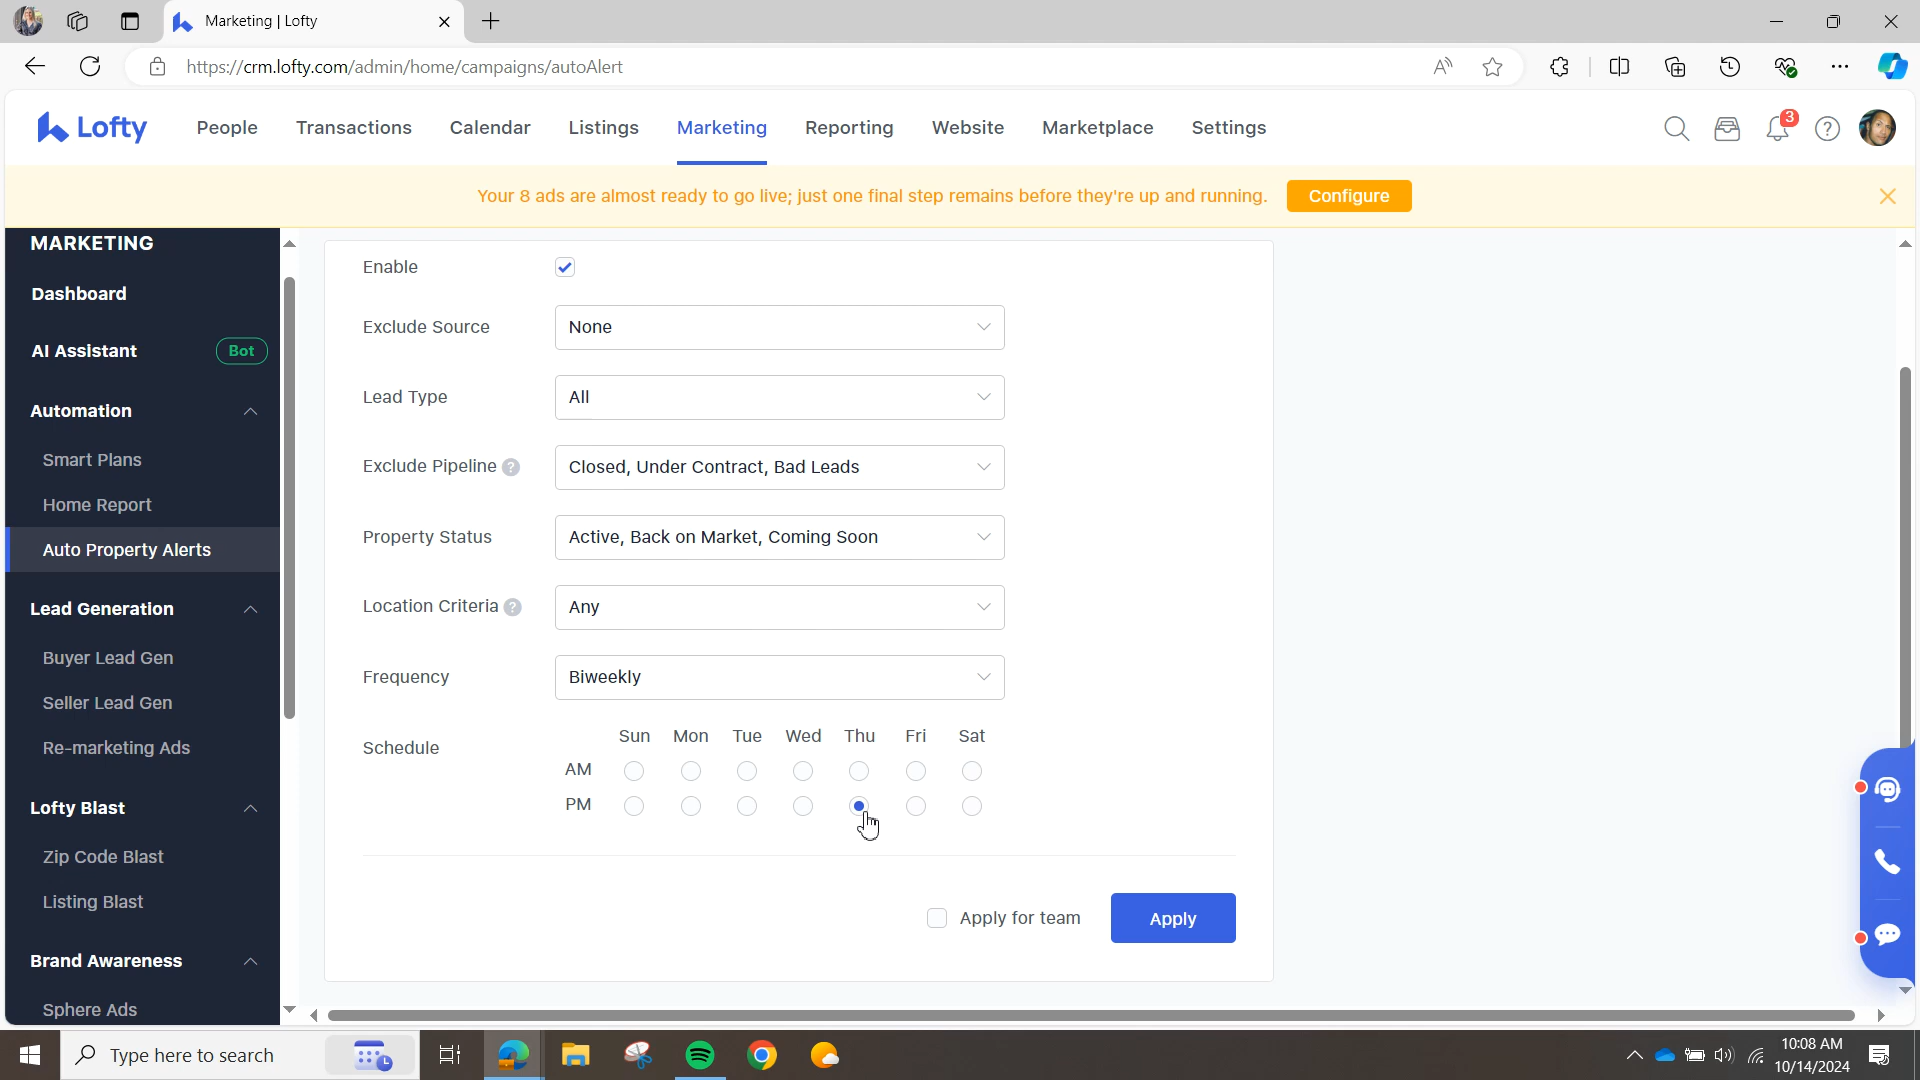 Marketing | Lofty
https://crm.lofty.com/admin/home/campaigns/autoAlert
Lofty
People
Transactions
Calendar
Listings
Marketing
Reporting
Website
Marketplace
Settings
3
Your 8 ads are almost ready to go live; just one final step remains before they're up and running.
Configure
MARKETING
Dashboard
AI Assistant
Bot
Automation
Smart Plans
Home Report
Auto Property Alerts
Lead Generation
Buyer Lead Gen
Seller Lead Gen
Re-marketing Ads
Lofty Blast
Zip Code Blast
Listing Blast
Brand Awareness
Sphere Ads
Enable
Exclude Source
None
Lead Type
All
Exclude Pipeline ?
Closed, Under Contract, Bad Leads
Property Status
Active, Back on Market, Coming Soon
Location Criteria ?
Any
Frequency
Biweekly
Schedule
Sun Mon Tue Wed Thu Fri Sat
AM
PM
Apply for team
Apply
Type here to search
10:08 AM
10/14/2024